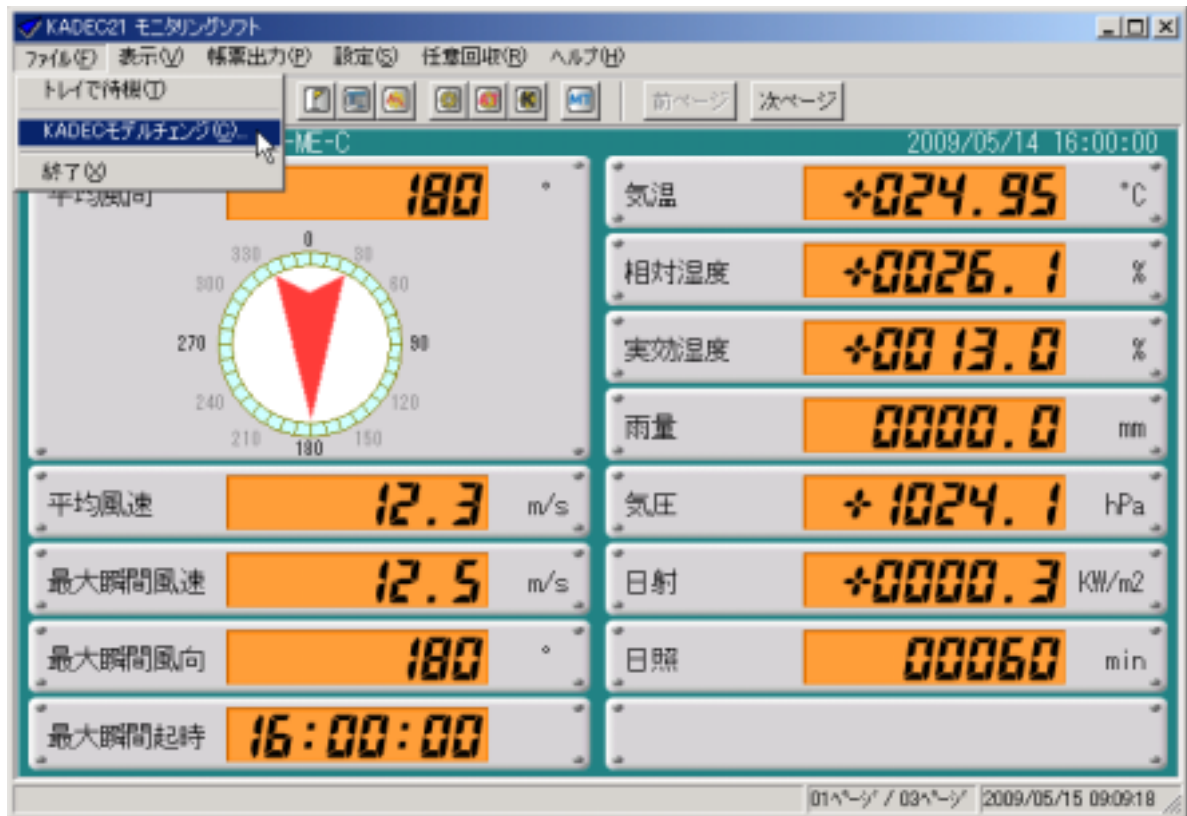 KADEC21 モニタリングソフト
ファイル(F) 表示(V) 帳票出力(P) 設定(S) 任意回収(R) ヘルプ(H)
トレイで待機(T)
KADECモデルチェンジ(C)...
終了(X)
K MT 前ページ 次ページ
-ME-C 2009/05/14 16:00:00
平均風向 180 °
0
30
60
90
120
150
180
210
240
270
300
330
平均風速 12.3 m/s
最大瞬間風速 12.5 m/s
最大瞬間風向 180 °
最大瞬間起時 16:00:00
気温 +024.95 °C
相対湿度 +0026.1 %
実効湿度 +0013.0 %
雨量 0000.0 mm
気圧 +1024.1 hPa
日射 +0000.3 KW/m2
日照 00060 min
01ページ / 03ページ 2009/05/15 09:09:18